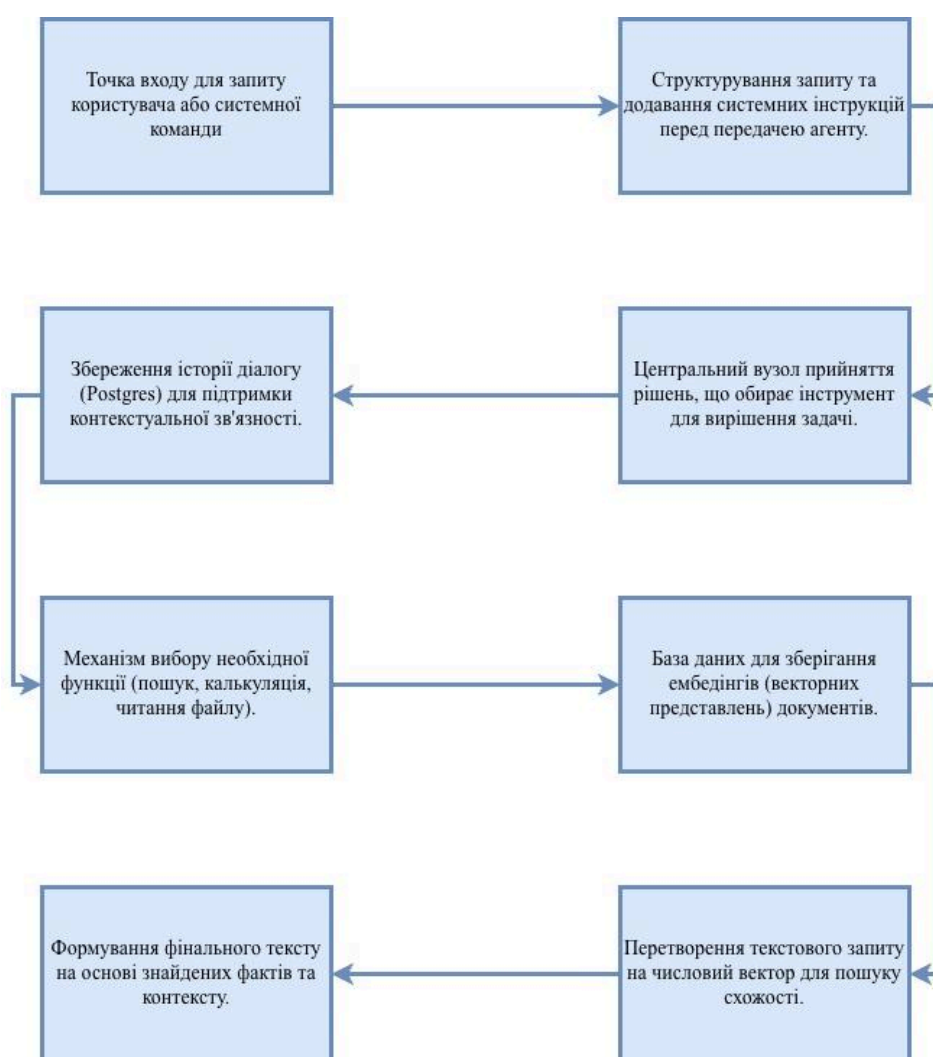 Точка входу для запиту
користувача або системної
команди
Структурування запиту та
додавання системних інструкцій
перед передачею агенту.
Центральний вузол прийняття
рішень, що обирає інструмент
для вирішення задачі.
Збереження історії діалогу
(Postgres) для підтримки
контекстуальної зв'язності.
Механізм вибору необхідної
функції (пошук, калькуляція,
читання файлу).
База даних для зберігання
ембедінгів (векторних
представлень) документів.
Перетворення текстового запиту
на числовий вектор для пошуку
схожості.
Формування фінального тексту
на основі знайдених фактів та
контексту.